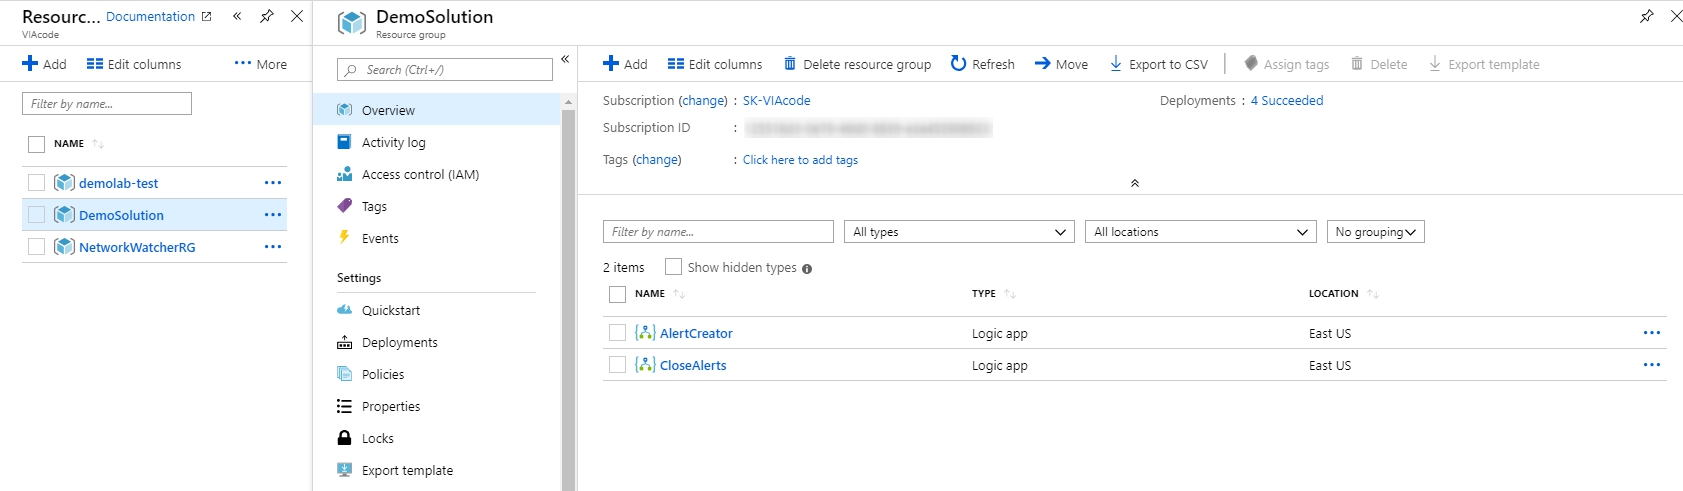 Resourc... Documentation
VIAcode
Add Edit columns More
Filter by name...
NAME
demolab-test
DemoSolution
NetworkWatcherRG
DemoSolution
Resource group
Search (Ctrl+/)
Overview
Activity log
Access control (IAM)
Tags
Events
Settings
Quickstart
Deployments
Policies
Properties
Locks
Export template
Add Edit columns Delete resource group Refresh Move Export to CSV Assign tags Delete Export template
Subscription (change) : SK-VIAcode Deployments : 4 Succeeded
Subscription ID :
Tags (change) : Click here to add tags
Filter by name... All types All locations No grouping
2 items Show hidden types
NAME TYPE LOCATION
AlertCreator Logic app East US
CloseAlerts Logic app East US